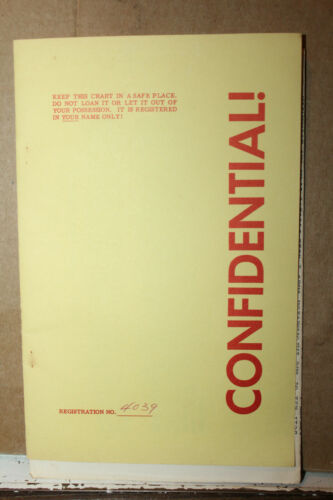 KEEP THIS CHART IN A SAFE PLACE.
DO NOT LOAN IT OR LET IT OUT OF
YOUR POSSESSION. IT IS REGISTERED
IN YOUR NAME ONLY!
CONFIDENTIAL!
REGISTRATION NO. 4039